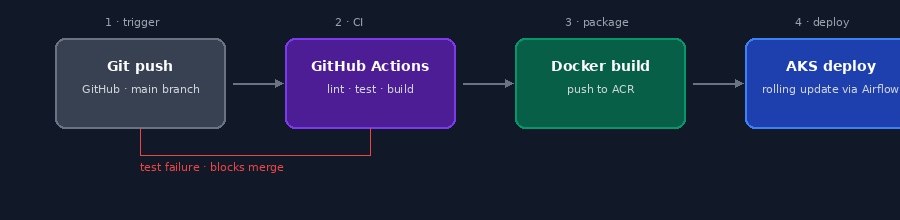 1 · trigger
2 · CI
3 · package
4 · deploy
Git push
GitHub · main branch
GitHub Actions
lint · test · build
Docker build
push to ACR
AKS deploy
rolling update via Airflow
test failure · blocks merge